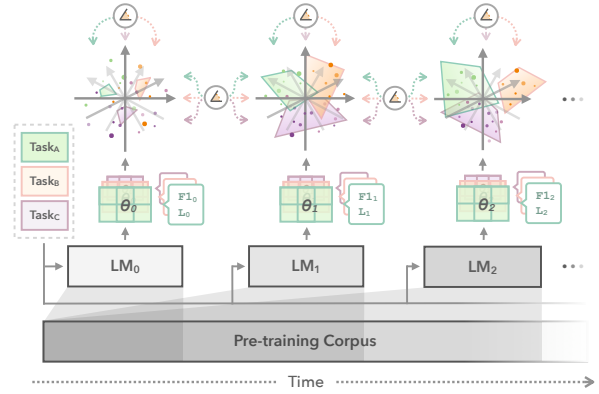 TaskA
TaskB
TaskC
θ0
F10
L0
θ1
F11
L1
θ2
F12
L2
LM0
LM1
LM2
Pre-training Corpus
Time